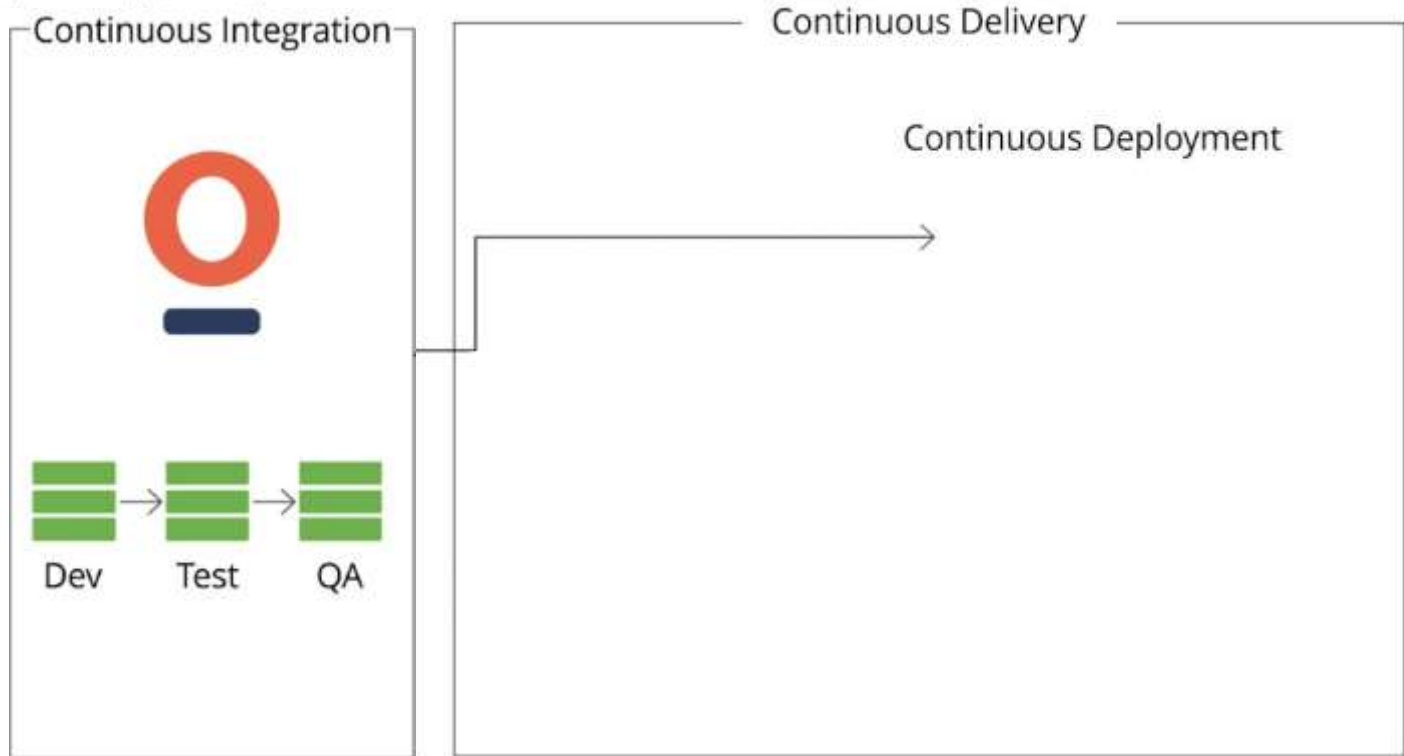 Continuous Integration
Continuous Delivery
Continuous Deployment
Dev
Test
QA